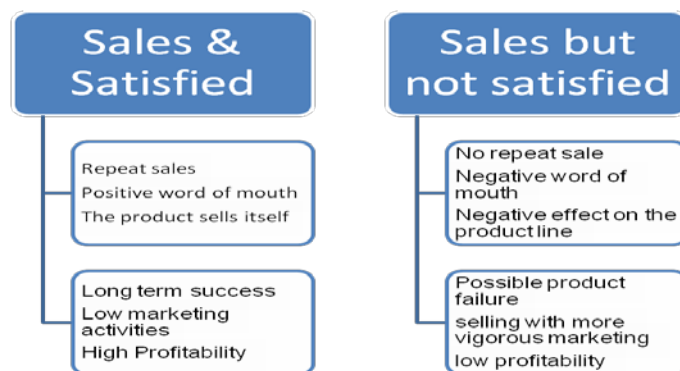 Sales &
Satisfied
Repeat sales
Positive word of mouth
The product sells itself
Long term success
Low marketing
activities
High Profitability
Sales but
not satisfied
No repeat sale
Negative word of
mouth
Negative effect on the
product line
Possible product
failure
selling with more
vigorous marketing
low profitability